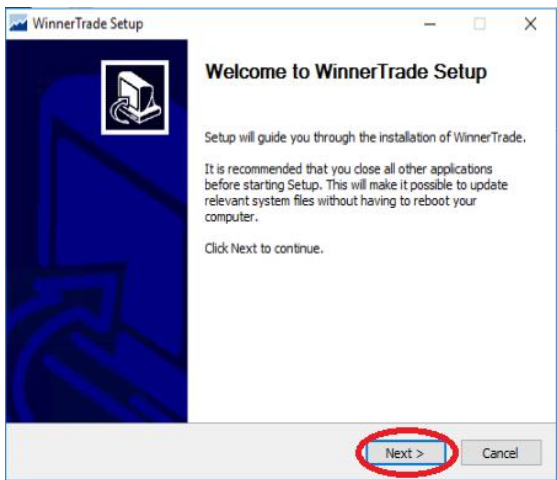 WinnerTrade Setup
Welcome to WinnerTrade Setup
Setup will guide you through the installation of WinnerTrade.
It is recommended that you close all other applications
before starting Setup. This will make it possible to update
relevant system files without having to reboot your
computer.
Click Next to continue.
Next > Cancel